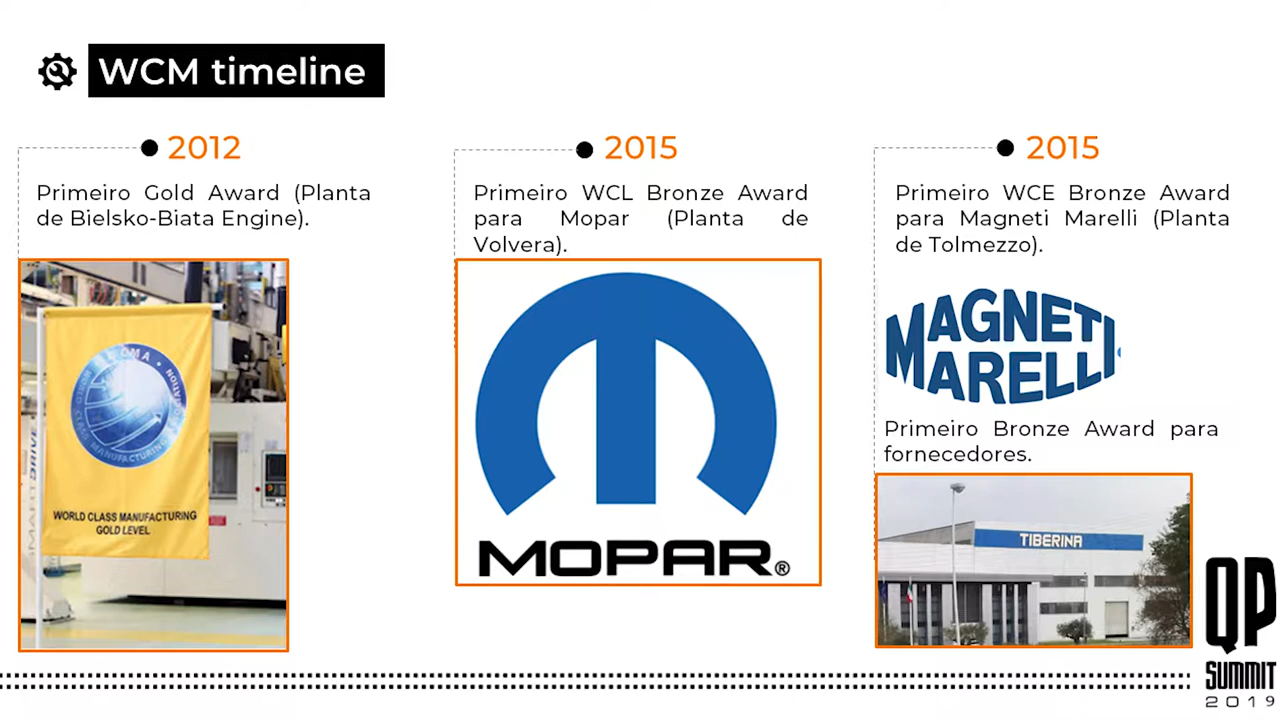 WCM timeline
2012
Primeiro Gold Award (Planta
de Bielsko-Biata Engine).
WORLD CLASS MANUFACTURING
GOLD LEVEL
2015
Primeiro WCL Bronze Award
para Mopar (Planta de
Volvera).
MOPAR®
2015
Primeiro WCE Bronze Award
para Magneti Marelli (Planta
de Tolmezzo).
MAGNETI
MARELLI
Primeiro Bronze Award para
fornecedores.
TIBERINA
QP
SUMMIT
2019